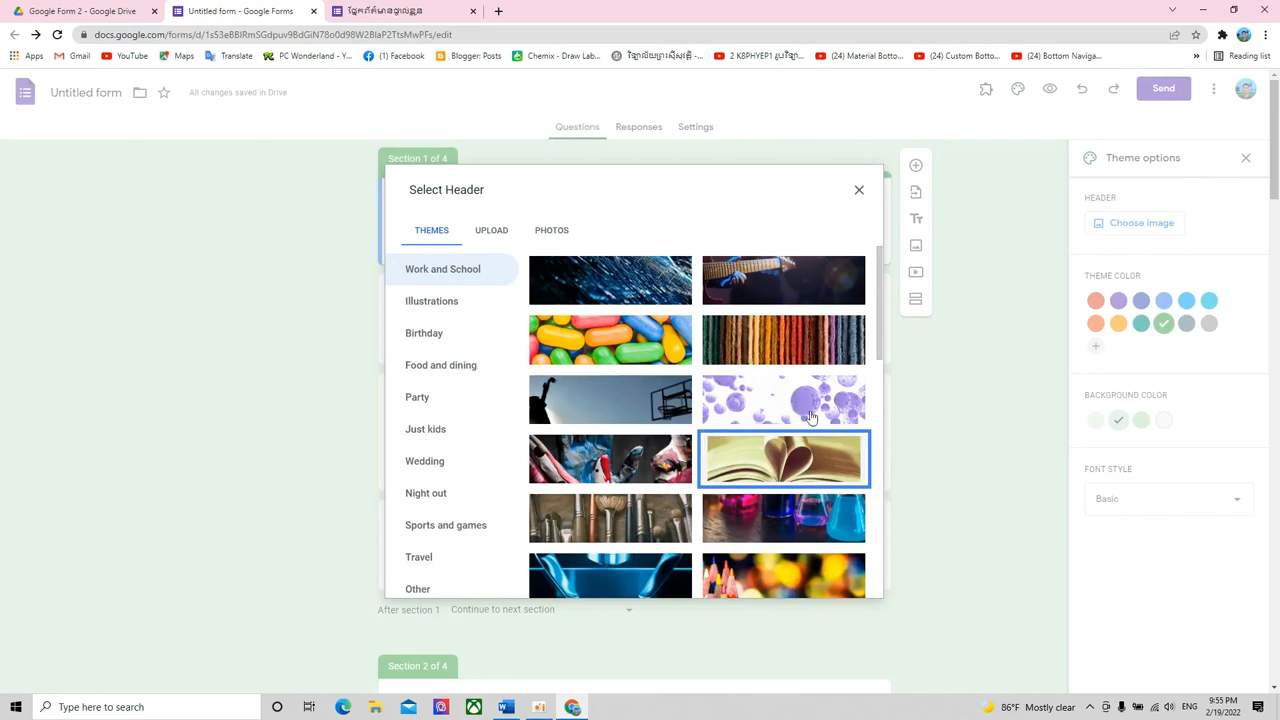 Google Form 2 - Google Drive
Untitled form - Google Forms
docs.google.com/forms/d/1s53eBBIRmSGdpuv9BdGiN78o0d98W2BIaP2TtsMwPFs/edit
Apps
Gmail
YouTube
Maps
Translate
PC Wonderland - Y...
(1) Facebook
Blogger: Posts
Chemix - Draw Lab...
(24) Material Botto...
(24) Custom Botto...
(24) Bottom Naviga...
»
Reading list
Untitled form
All changes saved in Drive
Send
Questions
Responses
Settings
Section 1 of 4
Select Header
THEMES
UPLOAD
PHOTOS
Work and School
Illustrations
Birthday
Food and dining
Party
Just kids
Wedding
Night out
Sports and games
Travel
Other
Tт
Theme options
HEADER
Choose image
THEME COLOR
BACKGROUND COLOR
FONT STYLE
Basic
After section 1 Continue to next section
Section 2 of 4
Type here to search
86°F Mostly clear
ENG
9:55 PM
2/19/2022